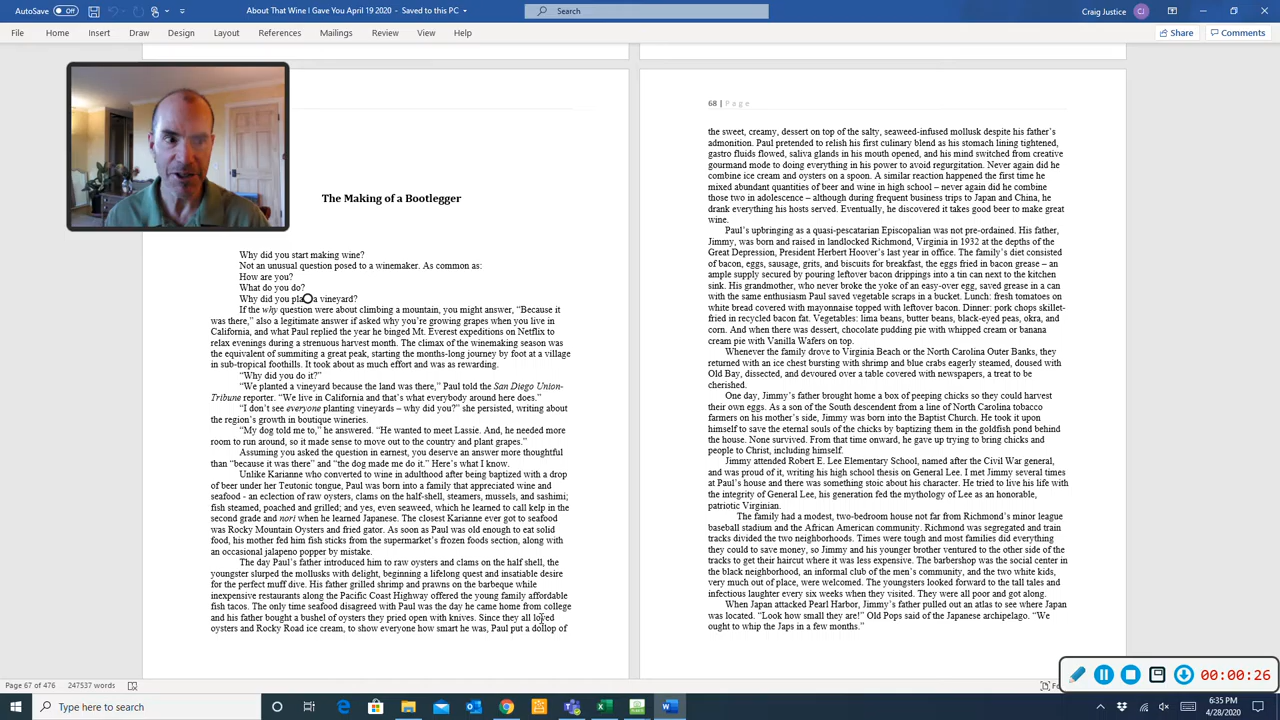 AutoSave Off
That Wine I Gave You April 19 2020 - Saved to this PC
Search
Craig Justice
File Home Insert Draw Design Layout References Mailings Review View Help
Share Comments
The Making of a Bootlegger
Why did you start making wine?
Not an unusual question posed to a winemaker. As common as:
How are you?
What do you do?
Why did you pla a vineyard?
If the why question were about climbing a mountain, you might answer, “Because it
was there,” also a legitimate answer if asked why you’re growing grapes when you live in
California, and what Paul replied the year he binged Mt. Everest expeditions on Netflix to
relax evenings during a strenuous harvest month. The climax of the winemaking season was
the equivalent of summiting a great peak, starting the months-long journey by foot at a village
in sub-tropical foothills. It took about as much effort and was as rewarding.
“Why did you do it?”
“We planted a vineyard because the land was there,” Paul told the San Diego Union-
Tribune reporter. “We live in California and that’s what everybody around here does.”
“I don’t see everyone planting vineyards – why did you?” she persisted, writing about
the region’s growth in boutique wineries.
“My dog told me to,” he answered. “He wanted to meet Lassie. And, he needed more
room to run around, so it made sense to move out to the country and plant grapes.”
Assuming you asked the question in earnest, you deserve an answer more thoughtful
than “because it was there” and “the dog made me do it.” Here’s what I know.
Unlike Karianne who converted to wine in adulthood after being baptized with a drop
of beer under her Teutonic tongue, Paul was born into a family that appreciated wine and
seafood - an eclection of raw oysters, clams on the half-shell, steamers, mussels, and sashimi;
fish steamed, poached and grilled; and yes, even seaweed, which he learned to call kelp in the
second grade and nori when he learned Japanese. The closest Karianne ever got to seafood
was Rocky Mountain Oysters and fried gator. As soon as Paul was old enough to eat solid
food, his mother fed him fish sticks from the supermarket’s frozen foods section, along with
an occasional jalapeno popper by mistake.
The day Paul’s father introduced him to raw oysters and clams on the half shell, the
youngster slurped the mollusks with delight, beginning a lifelong quest and insatiable desire
for the perfect muff dive. His father grilled shrimp and prawns on the barbeque while
inexpensive restaurants along the Pacific Coast Highway offered the young family affordable
fish tacos. The only time seafood disagreed with Paul was the day he came home from college
and his father bought a bushel of oysters they pried open with knives. Since they all loved
oysters and Rocky Road ice cream, to show everyone how smart he was, Paul put a dollop of
68 | Page
the sweet, creamy, dessert on top of the salty, seaweed-infused mollusk despite his father’s
admonition. Paul pretended to relish his first culinary blend as his stomach lining tightened,
gastro fluids flowed, saliva glands in his mouth opened, and his mind switched from creative
gourmand mode to doing everything in his power to avoid regurgitation. Never again did he
combine ice cream and oysters on a spoon. A similar reaction happened the first time he
mixed abundant quantities of beer and wine in high school – never again did he combine
those two in adolescence – although during frequent business trips to Japan and China, he
drank everything his hosts served. Eventually, he discovered it takes good beer to make great
wine.
Paul’s upbringing as a quasi-pescatarian Episcopalian was not pre-ordained. His father,
Jimmy, was born and raised in landlocked Richmond, Virginia in 1932 at the depths of the
Great Depression, President Herbert Hoover’s last year in office. The family’s diet consisted
of bacon, eggs, sausage, grits, and biscuits for breakfast, the eggs fried in bacon grease – an
ample supply secured by pouring leftover bacon drippings into a tin can next to the kitchen
sink. His grandmother, who never broke the yoke of an easy-over egg, saved grease in a can
with the same enthusiasm Paul saved vegetable scraps in a bucket. Lunch: fresh tomatoes on
white bread covered with mayonnaise topped with leftover bacon. Dinner: pork chops skillet-
fried in recycled bacon fat. Vegetables: lima beans, butter beans, black-eyed peas, okra, and
corn. And when there was dessert, chocolate pudding pie with whipped cream or banana
cream pie with Vanilla Wafers on top.
Whenever the family drove to Virginia Beach or the North Carolina Outer Banks, they
returned with an ice chest bursting with shrimp and blue crabs eagerly steamed, doused with
Old Bay, dissected, and devoured over a table covered with newspapers, a treat to be
cherished.
One day, Jimmy’s father brought home a box of peeping chicks so they could harvest
their own eggs. As a son of the South descendent from a line of North Carolina tobacco
farmers on his mother’s side, Jimmy was born into the Baptist Church. He took it upon
himself to save the eternal souls of the chicks by baptizing them in the goldfish pond behind
the house. None survived. From that time onward, he gave up trying to bring chicks and
people to Christ, including himself.
Jimmy attended Robert E. Lee Elementary School, named after the Civil war general,
and was proud of it, writing his high school thesis on General Lee. I met Jimmy several times
at Paul’s house and there was something stoic about his character. He tried to live his life with
the integrity of General Lee, his generation fed the mythology of Lee as an honorable,
patriotic Virginian.
The family had a modest, two-bedroom house not far from Richmond’s minor league
baseball stadium and the African American community. Richmond was segregated and train
tracks divided the two neighborhoods. Times were tough and most families did everything
they could to save money, so Jimmy and his younger brother ventured to the other side of the
tracks to get their haircut where it was less expensive. The barbershop was the social center in
the black neighborhood, an informal club of the men’s community, and the two white kids,
very much out of place, were welcomed. The youngsters looked forward to the tall tales and
infectious laughter every six weeks when they visited. They were all poor and got along.
When Japan attacked Pearl Harbor, Jimmy’s father pulled out an atlas to see where Japan
was located. “Look how small they are!” Old Pops said of the Japanese archipelago. “We
ought to whip the Japs in a few months.”
Page 67 of 476 247537 words
00:00:26
Type here to search
6:35 PM
4/28/2020